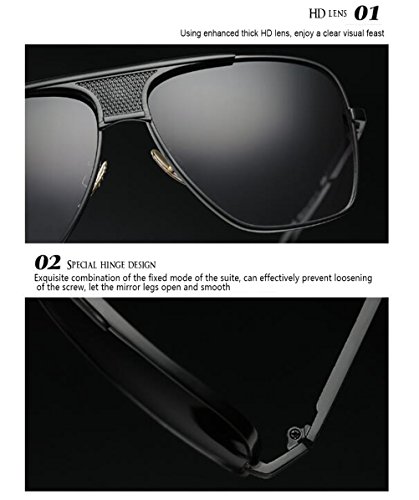 HD LENS 01
Using enhanced thick HD lens, enjoy a clear visual feast
02 SPECIAL HINGE DESIGN
Exquisite combination of the fixed mode of the suite, can effectively prevent loosening
of the screw, let the mirror legs open and smooth